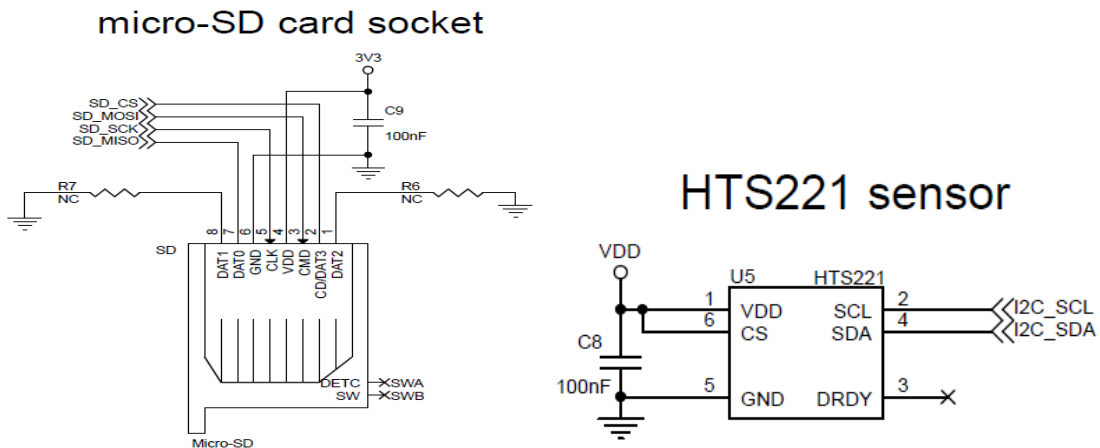 micro-SD card socket
3V3
SD_CS
SD_MOSI
SD_SCK
SD_MISO
C9
100nF
R7
NC
R6
NC
SD
8 7 6 5 4 3 2 1
DAT1
DAT0
GND
CLK
VDD
CMD
CD/DAT3
DAT2
DETC SWA
SW SWB
Micro-SD
HTS221 sensor
VDD
U5 HTS221
1 VDD SCL 2 I2C_SCL
6 CS SDA 4 I2C_SDA
C8
100nF
5 GND DRDY 3